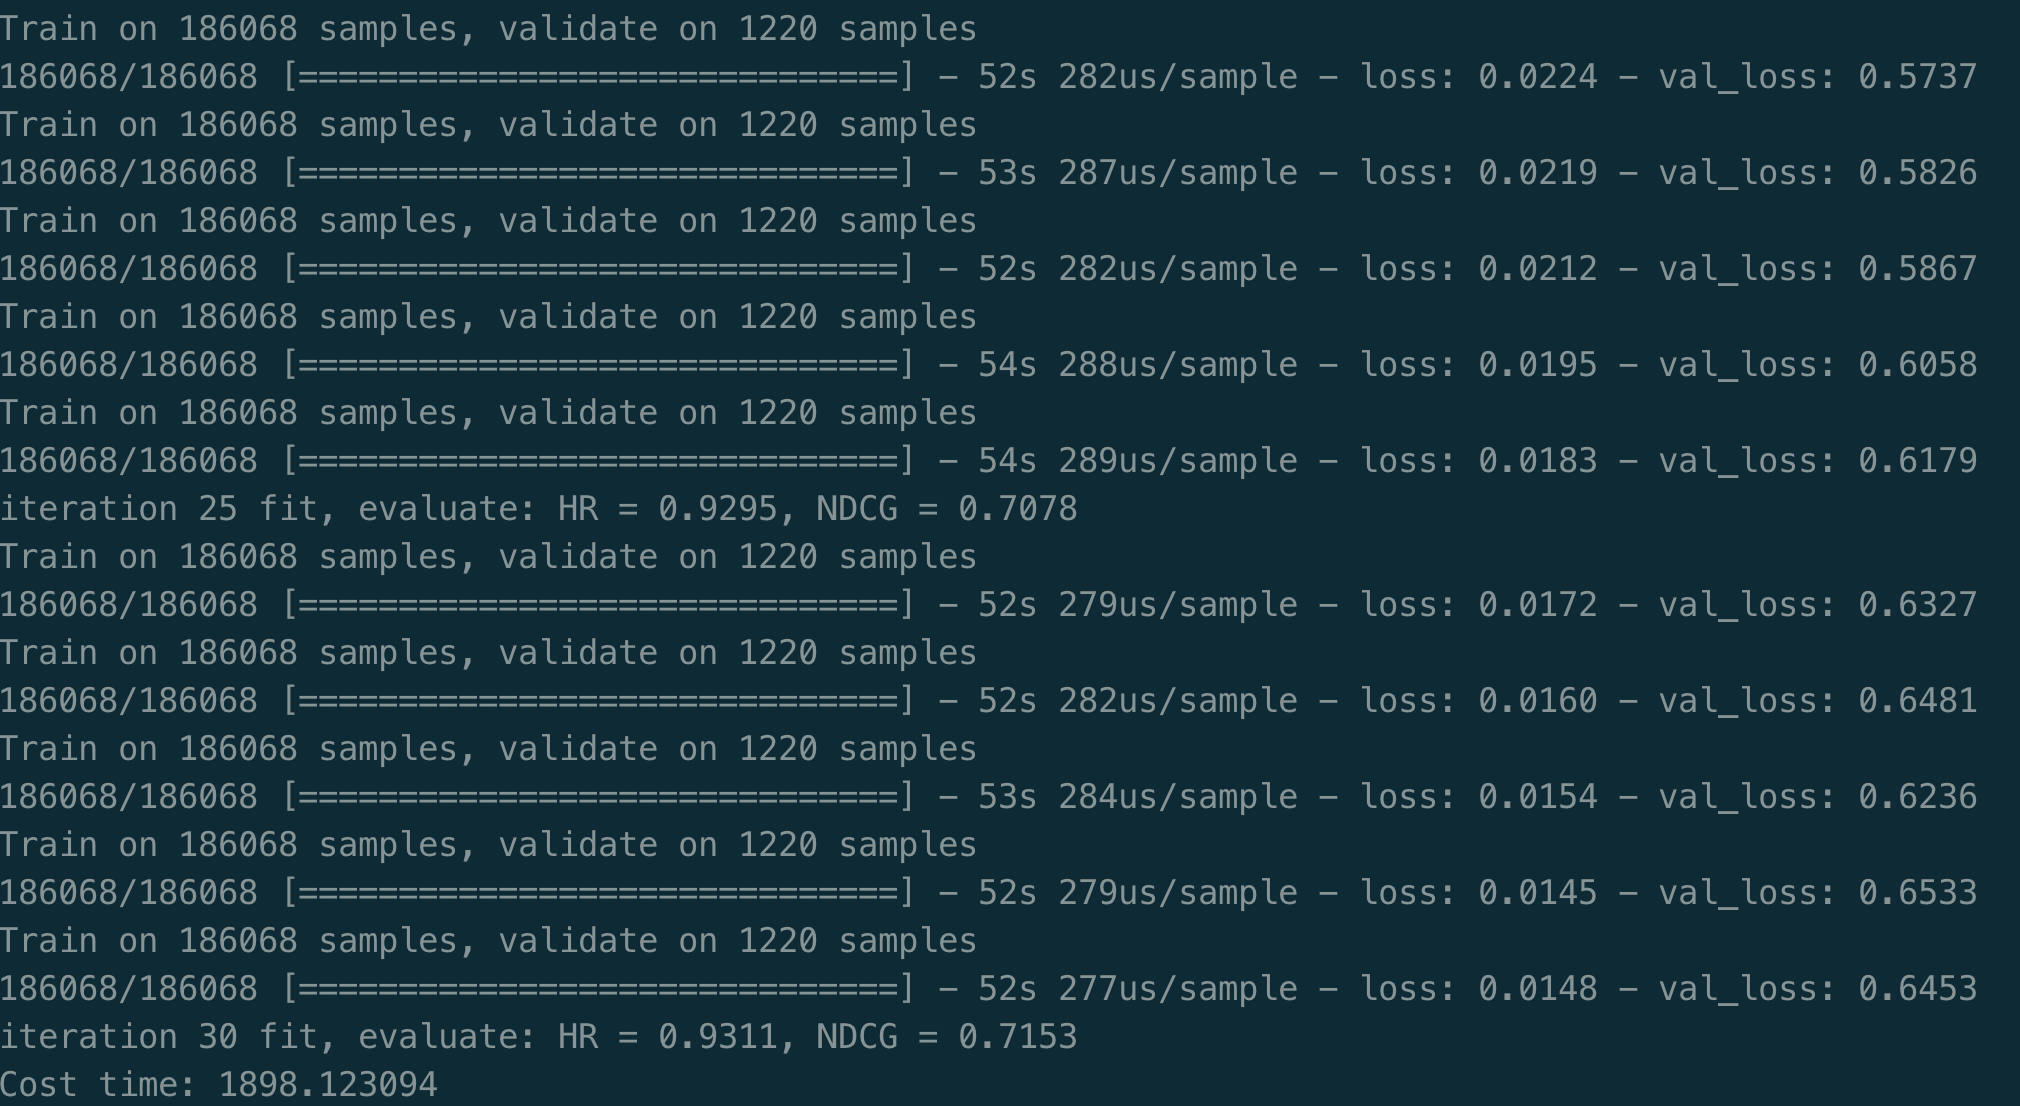 Train on 186068 samples, validate on 1220 samples
186068/186068 [==============================] - 52s 282us/sample - loss: 0.0224 - val_loss: 0.5737
Train on 186068 samples, validate on 1220 samples
186068/186068 [==============================] - 53s 287us/sample - loss: 0.0219 - val_loss: 0.5826
Train on 186068 samples, validate on 1220 samples
186068/186068 [==============================] - 52s 282us/sample - loss: 0.0212 - val_loss: 0.5867
Train on 186068 samples, validate on 1220 samples
186068/186068 [==============================] - 54s 288us/sample - loss: 0.0195 - val_loss: 0.6058
Train on 186068 samples, validate on 1220 samples
186068/186068 [==============================] - 54s 289us/sample - loss: 0.0183 - val_loss: 0.6179
iteration 25 fit, evaluate: HR = 0.9295, NDCG = 0.7078
Train on 186068 samples, validate on 1220 samples
186068/186068 [==============================] - 52s 279us/sample - loss: 0.0172 - val_loss: 0.6327
Train on 186068 samples, validate on 1220 samples
186068/186068 [==============================] - 52s 282us/sample - loss: 0.0160 - val_loss: 0.6481
Train on 186068 samples, validate on 1220 samples
186068/186068 [==============================] - 53s 284us/sample - loss: 0.0154 - val_loss: 0.6236
Train on 186068 samples, validate on 1220 samples
186068/186068 [==============================] - 52s 279us/sample - loss: 0.0145 - val_loss: 0.6533
Train on 186068 samples, validate on 1220 samples
186068/186068 [==============================] - 52s 277us/sample - loss: 0.0148 - val_loss: 0.6453
iteration 30 fit, evaluate: HR = 0.9311, NDCG = 0.7153
Cost time: 1898.123094